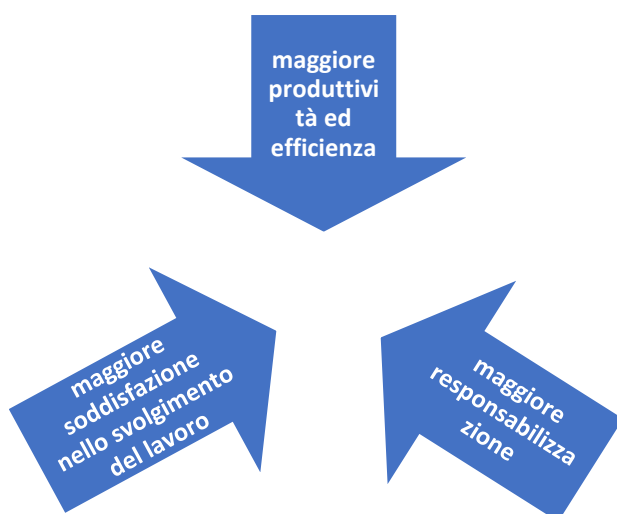 maggiore
produttivi
tà ed
efficienza
maggiore
soddisfazione
nello svolgimento
del lavoro
maggiore
responsabilizza
zione